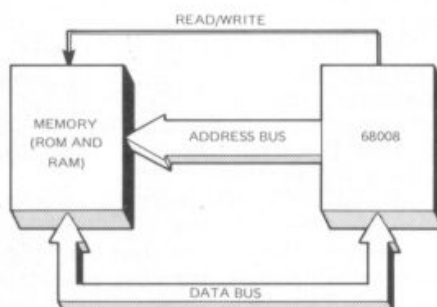 READ/WRITE
MEMORY
(ROM AND
RAM)
ADDRESS BUS
68008
DATA BUS